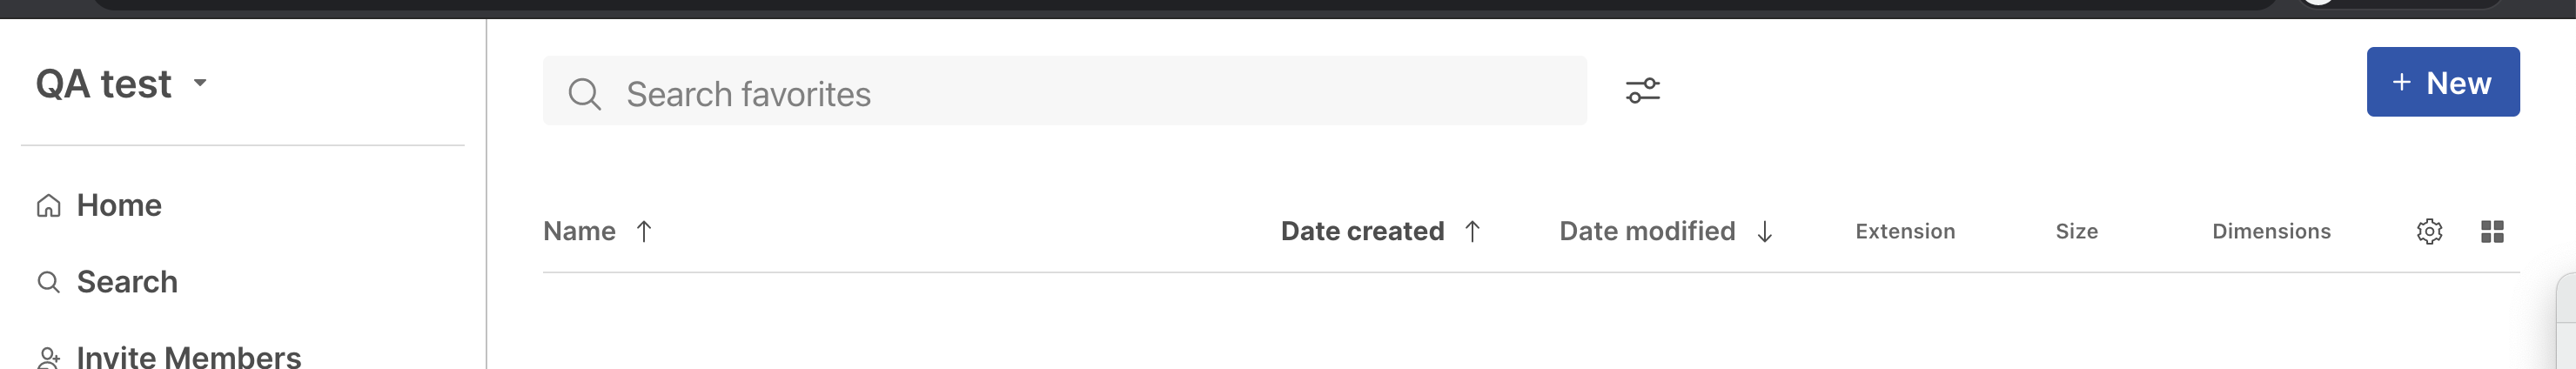 QA test
Search favorites
+ New
Home
Search
Invite Members
Name ↑ Date created ↑ Date modified ↓ Extension Size Dimensions